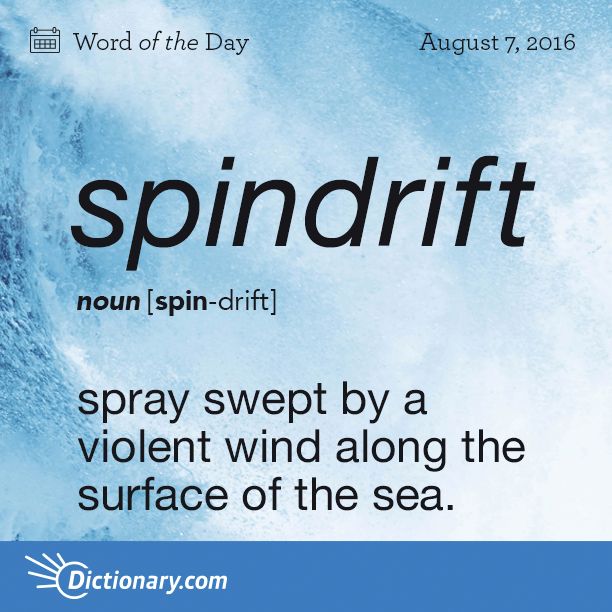 Word of the Day
August 7, 2016
spindrift
noun [spin-drift]
spray swept by a
violent wind along the
surface of the sea.
Dictionary.com